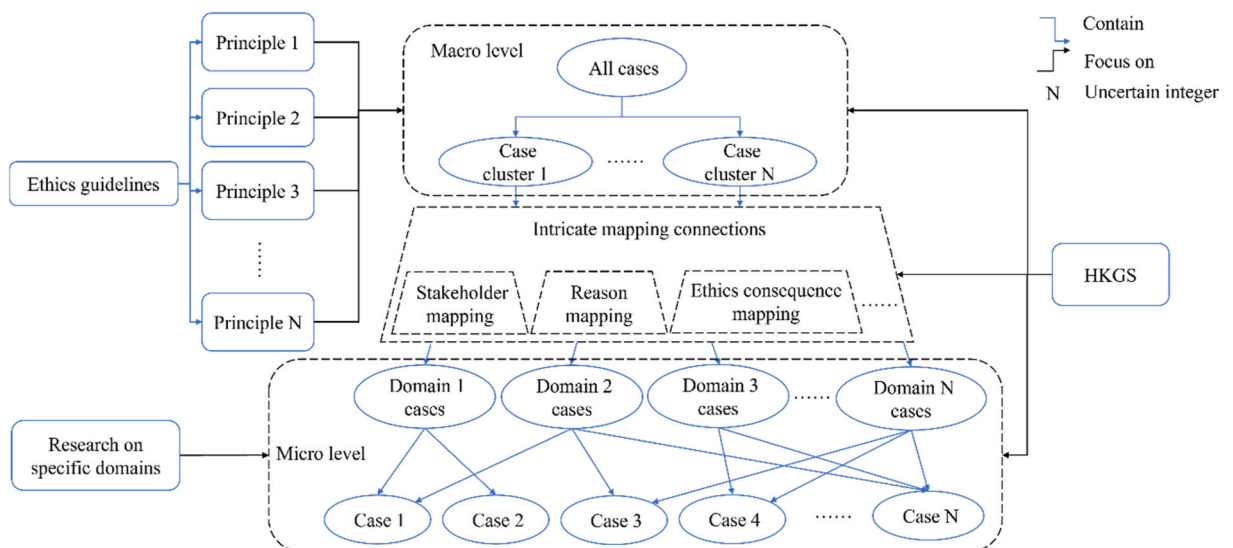 Principle 1
Principle 2
Ethics guidelines
Principle 3
......
Principle N
Macro level
All cases
Case
cluster 1
......
Case
cluster N
Contain
Focus on
N Uncertain integer
Intricate mapping connections
Stakeholder
mapping
Reason
mapping
Ethics consequence
mapping
......
HKGS
Research on
specific domains
Micro level
Domain 1
cases
Domain 2
cases
Domain 3
cases
......
Domain N
cases
Case 1
Case 2
Case 3
Case 4
......
Case N